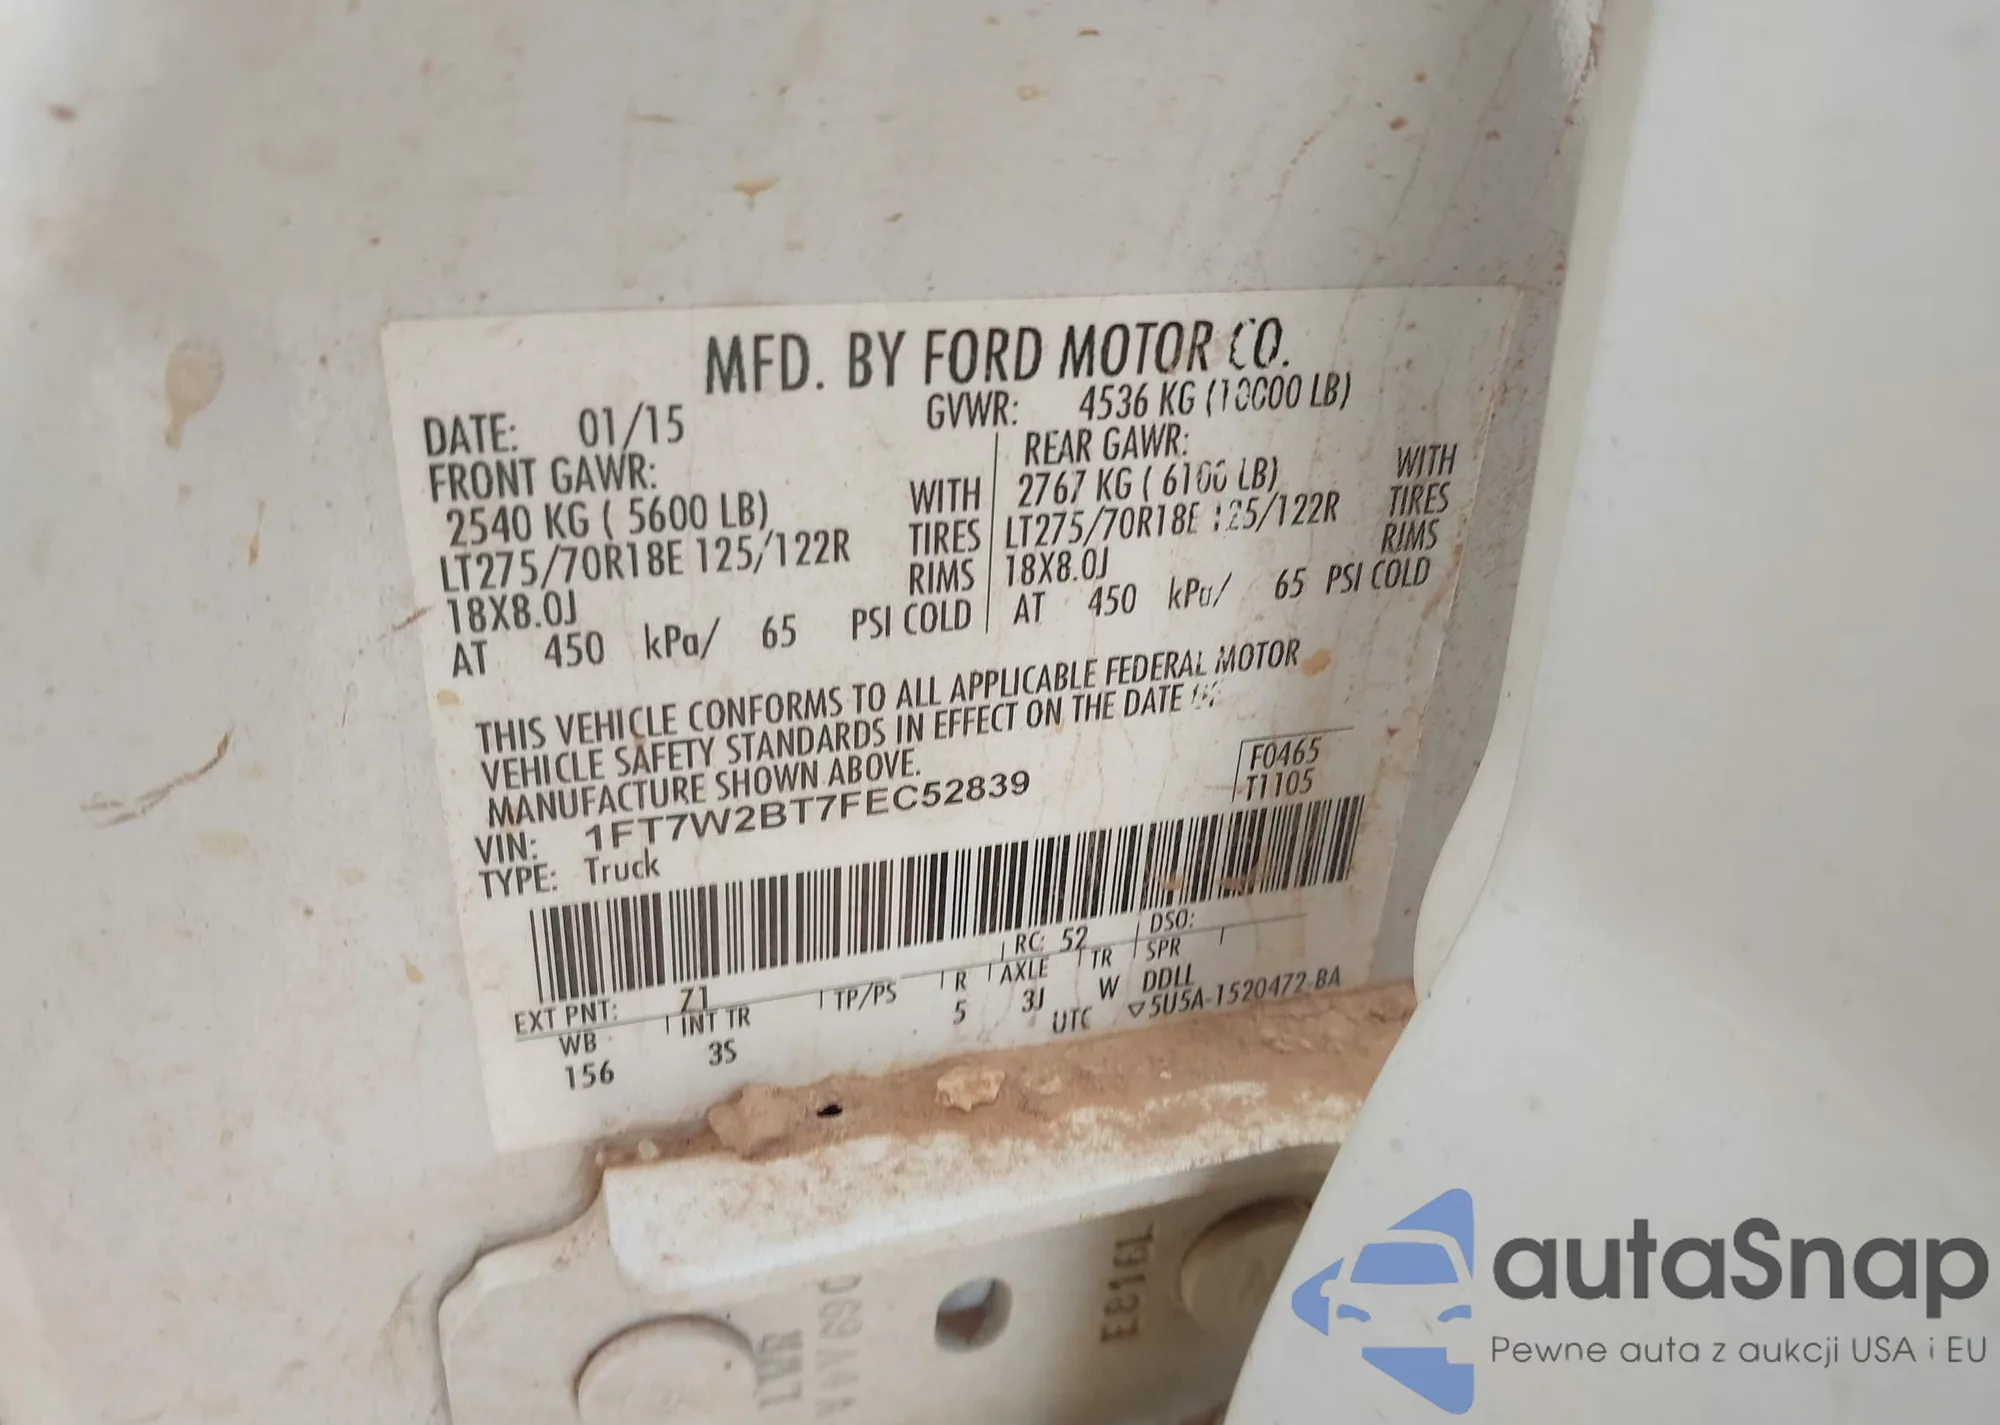 MFD. BY FORD MOTOR CO.
DATE: 01/15
GVWR: 4536 KG (10000 LB)
FRONT GAWR:
2540 KG ( 5600 LB) WITH
LT275/70R18E 125/122R TIRES
18X8.0J RIMS
AT 450 kPa/ 65 PSI COLD
REAR GAWR:
2767 KG ( 6100 LB) WITH
LT275/70R18E 125/122R TIRES
18X8.0J RIMS
AT 450 kPa/ 65 PSI COLD
THIS VEHICLE CONFORMS TO ALL APPLICABLE FEDERAL MOTOR
VEHICLE SAFETY STANDARDS IN EFFECT ON THE DATE
MANUFACTURE SHOWN ABOVE.
F0465
T1105
VIN: 1FT7W2BT7FEC52839
TYPE: Truck
EXT PNT: Z1 RC: 52 DSO:
WB INT TR TP/PS R AXLE TR SPR
156 3S 5 3J W DDLL
UTC ▽5U5A-1520472-BA
E8161L
autaSnap
Pewne auta z aukcji USA i EU